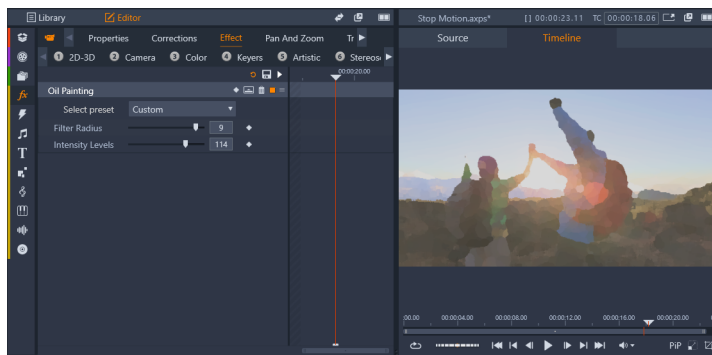 Library
Editor
Stop Motion.axps*
[] 00:00:23.11
TC 00:00:18.06
Properties
Corrections
Effect
Pan And Zoom
Tr
Source
Timeline
1 2D-3D
2 Camera
3 Color
4 Keyers
5 Artistic
6 Stereos
00:00:20.00
Oil Painting
Select preset
Custom
Filter Radius
9
Intensity Levels
114
fx
T
:00.00
00:00:04.00
00:00:08.00
00:00:12.00
00:00:16.00
00:00:20.00
PiP